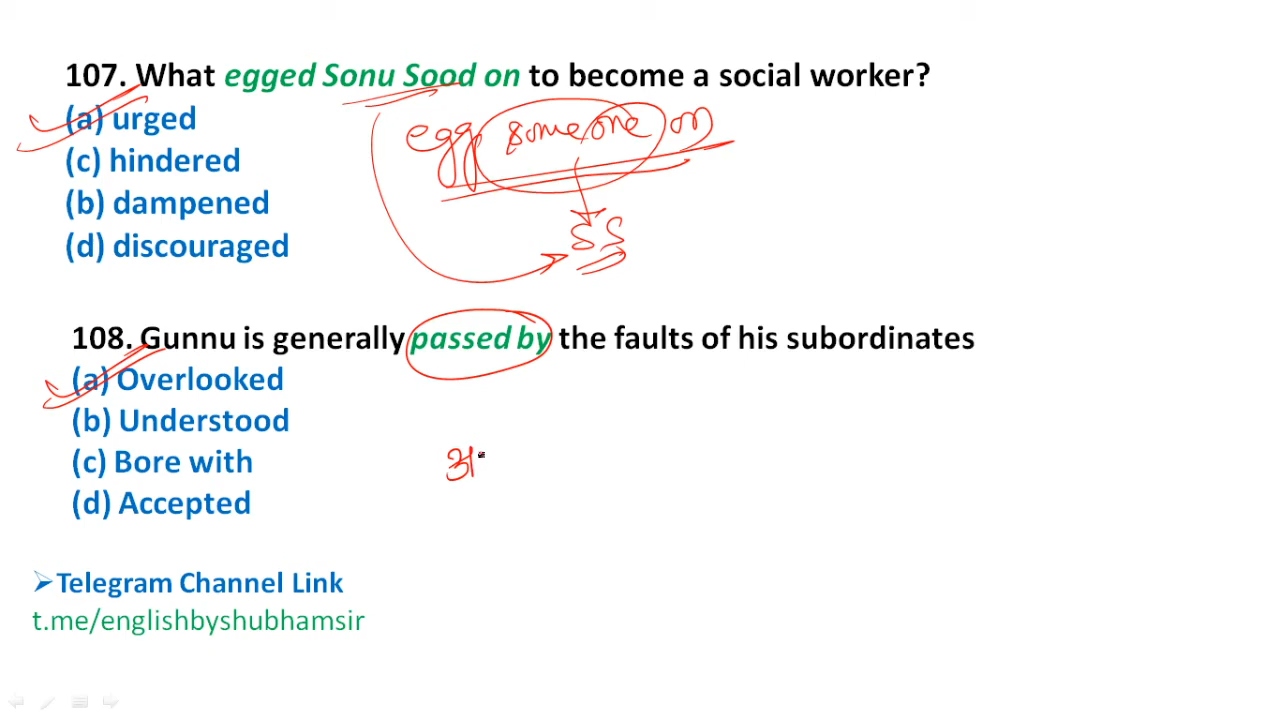 107. What egged Sonu Sood on to become a social worker?
(a) urged
(c) hindered
(b) dampened
(d) discouraged
egg someone on
SS
108. Gunnu is generally passed by the faults of his subordinates
(a) Overlooked
(b) Understood
(c) Bore with
(d) Accepted
अ
Telegram Channel Link
t.me/englishbyshubhamsir